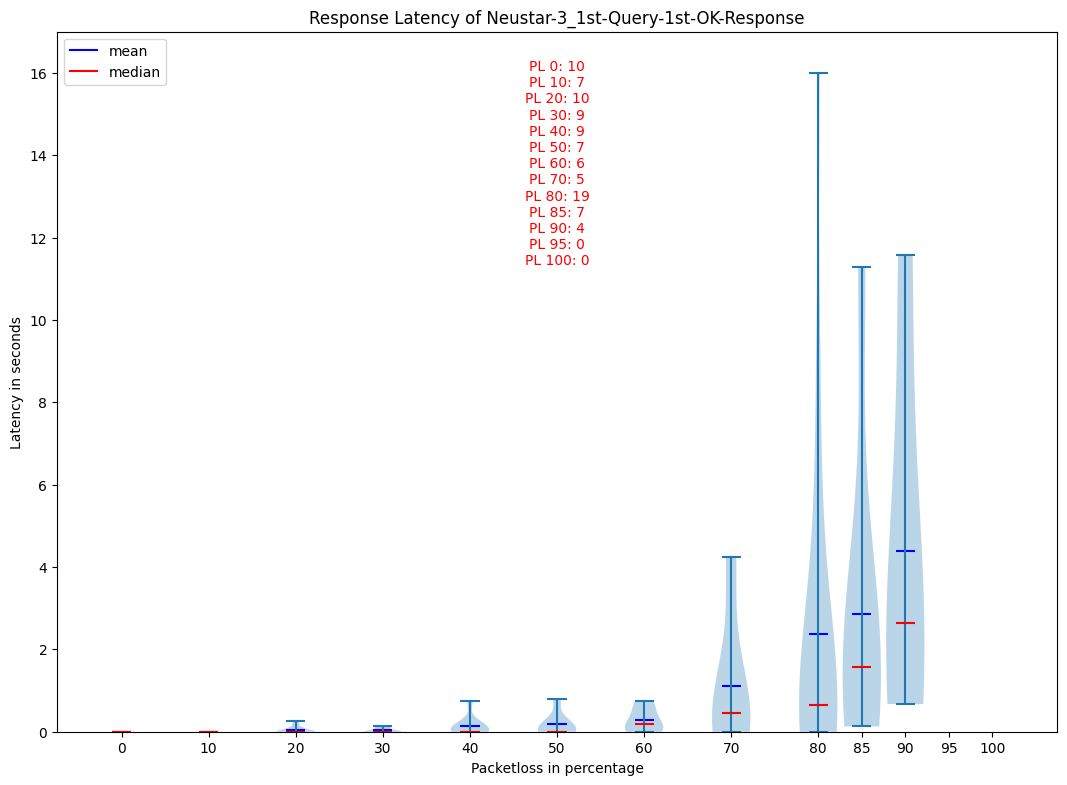 Response Latency of Neustar-3_1st-Query-1st-OK-Response
mean
median
PL 0: 10
PL 10: 7
PL 20: 10
PL 30: 9
PL 40: 9
PL 50: 7
PL 60: 6
PL 70: 5
PL 80: 19
PL 85: 7
PL 90: 4
PL 95: 0
PL 100: 0
Latency in seconds
16
14
12
10
8
6
4
2
0
0 10 20 30 40 50 60 70 80 85 90 95 100
Packetloss in percentage